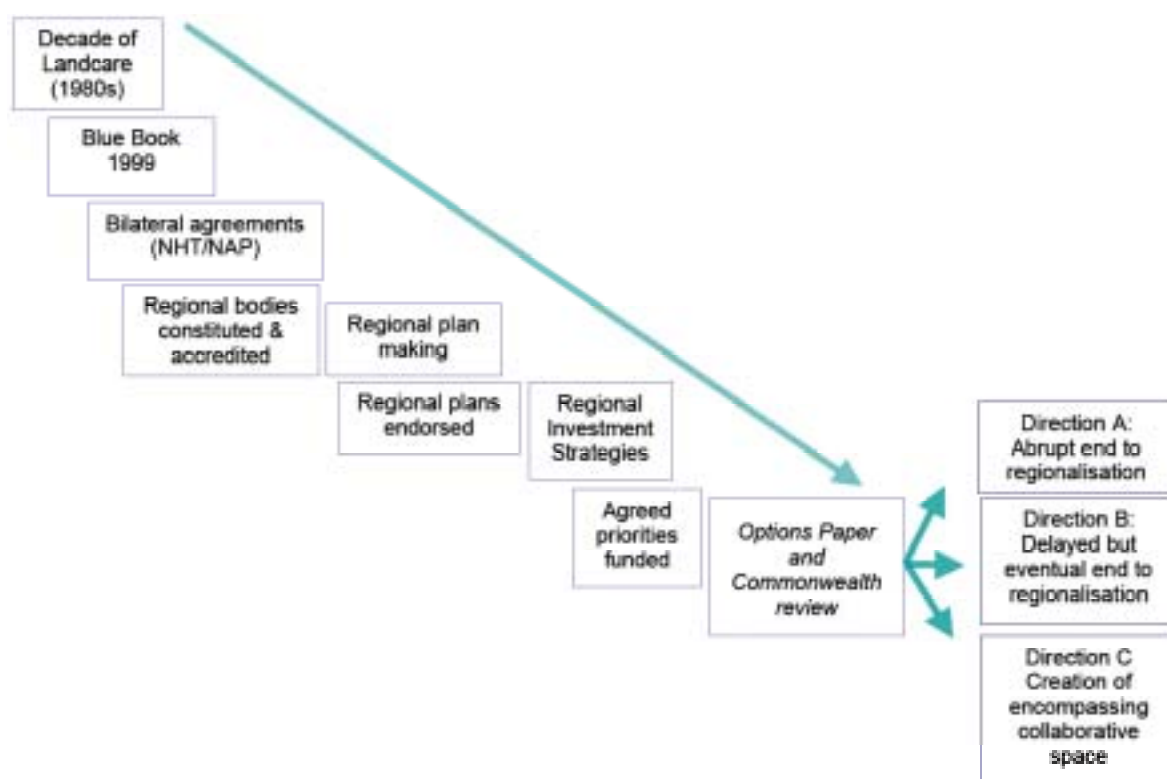 Decade of
Landcare
(1980s)
Blue Book
1999
Bilateral agreements
(NHT/NAP)
Regional bodies
constituted &
accredited
Regional plan
making
Regional plans
endorsed
Regional
Investment
Strategies
Agreed
priorities
funded
Options Paper
and
Commonwealth
review
Direction A:
Abrupt end to
regionalisation
Direction B:
Delayed but
eventual end to
regionalisation
Direction C
Creation of
encompassing
collaborative
space